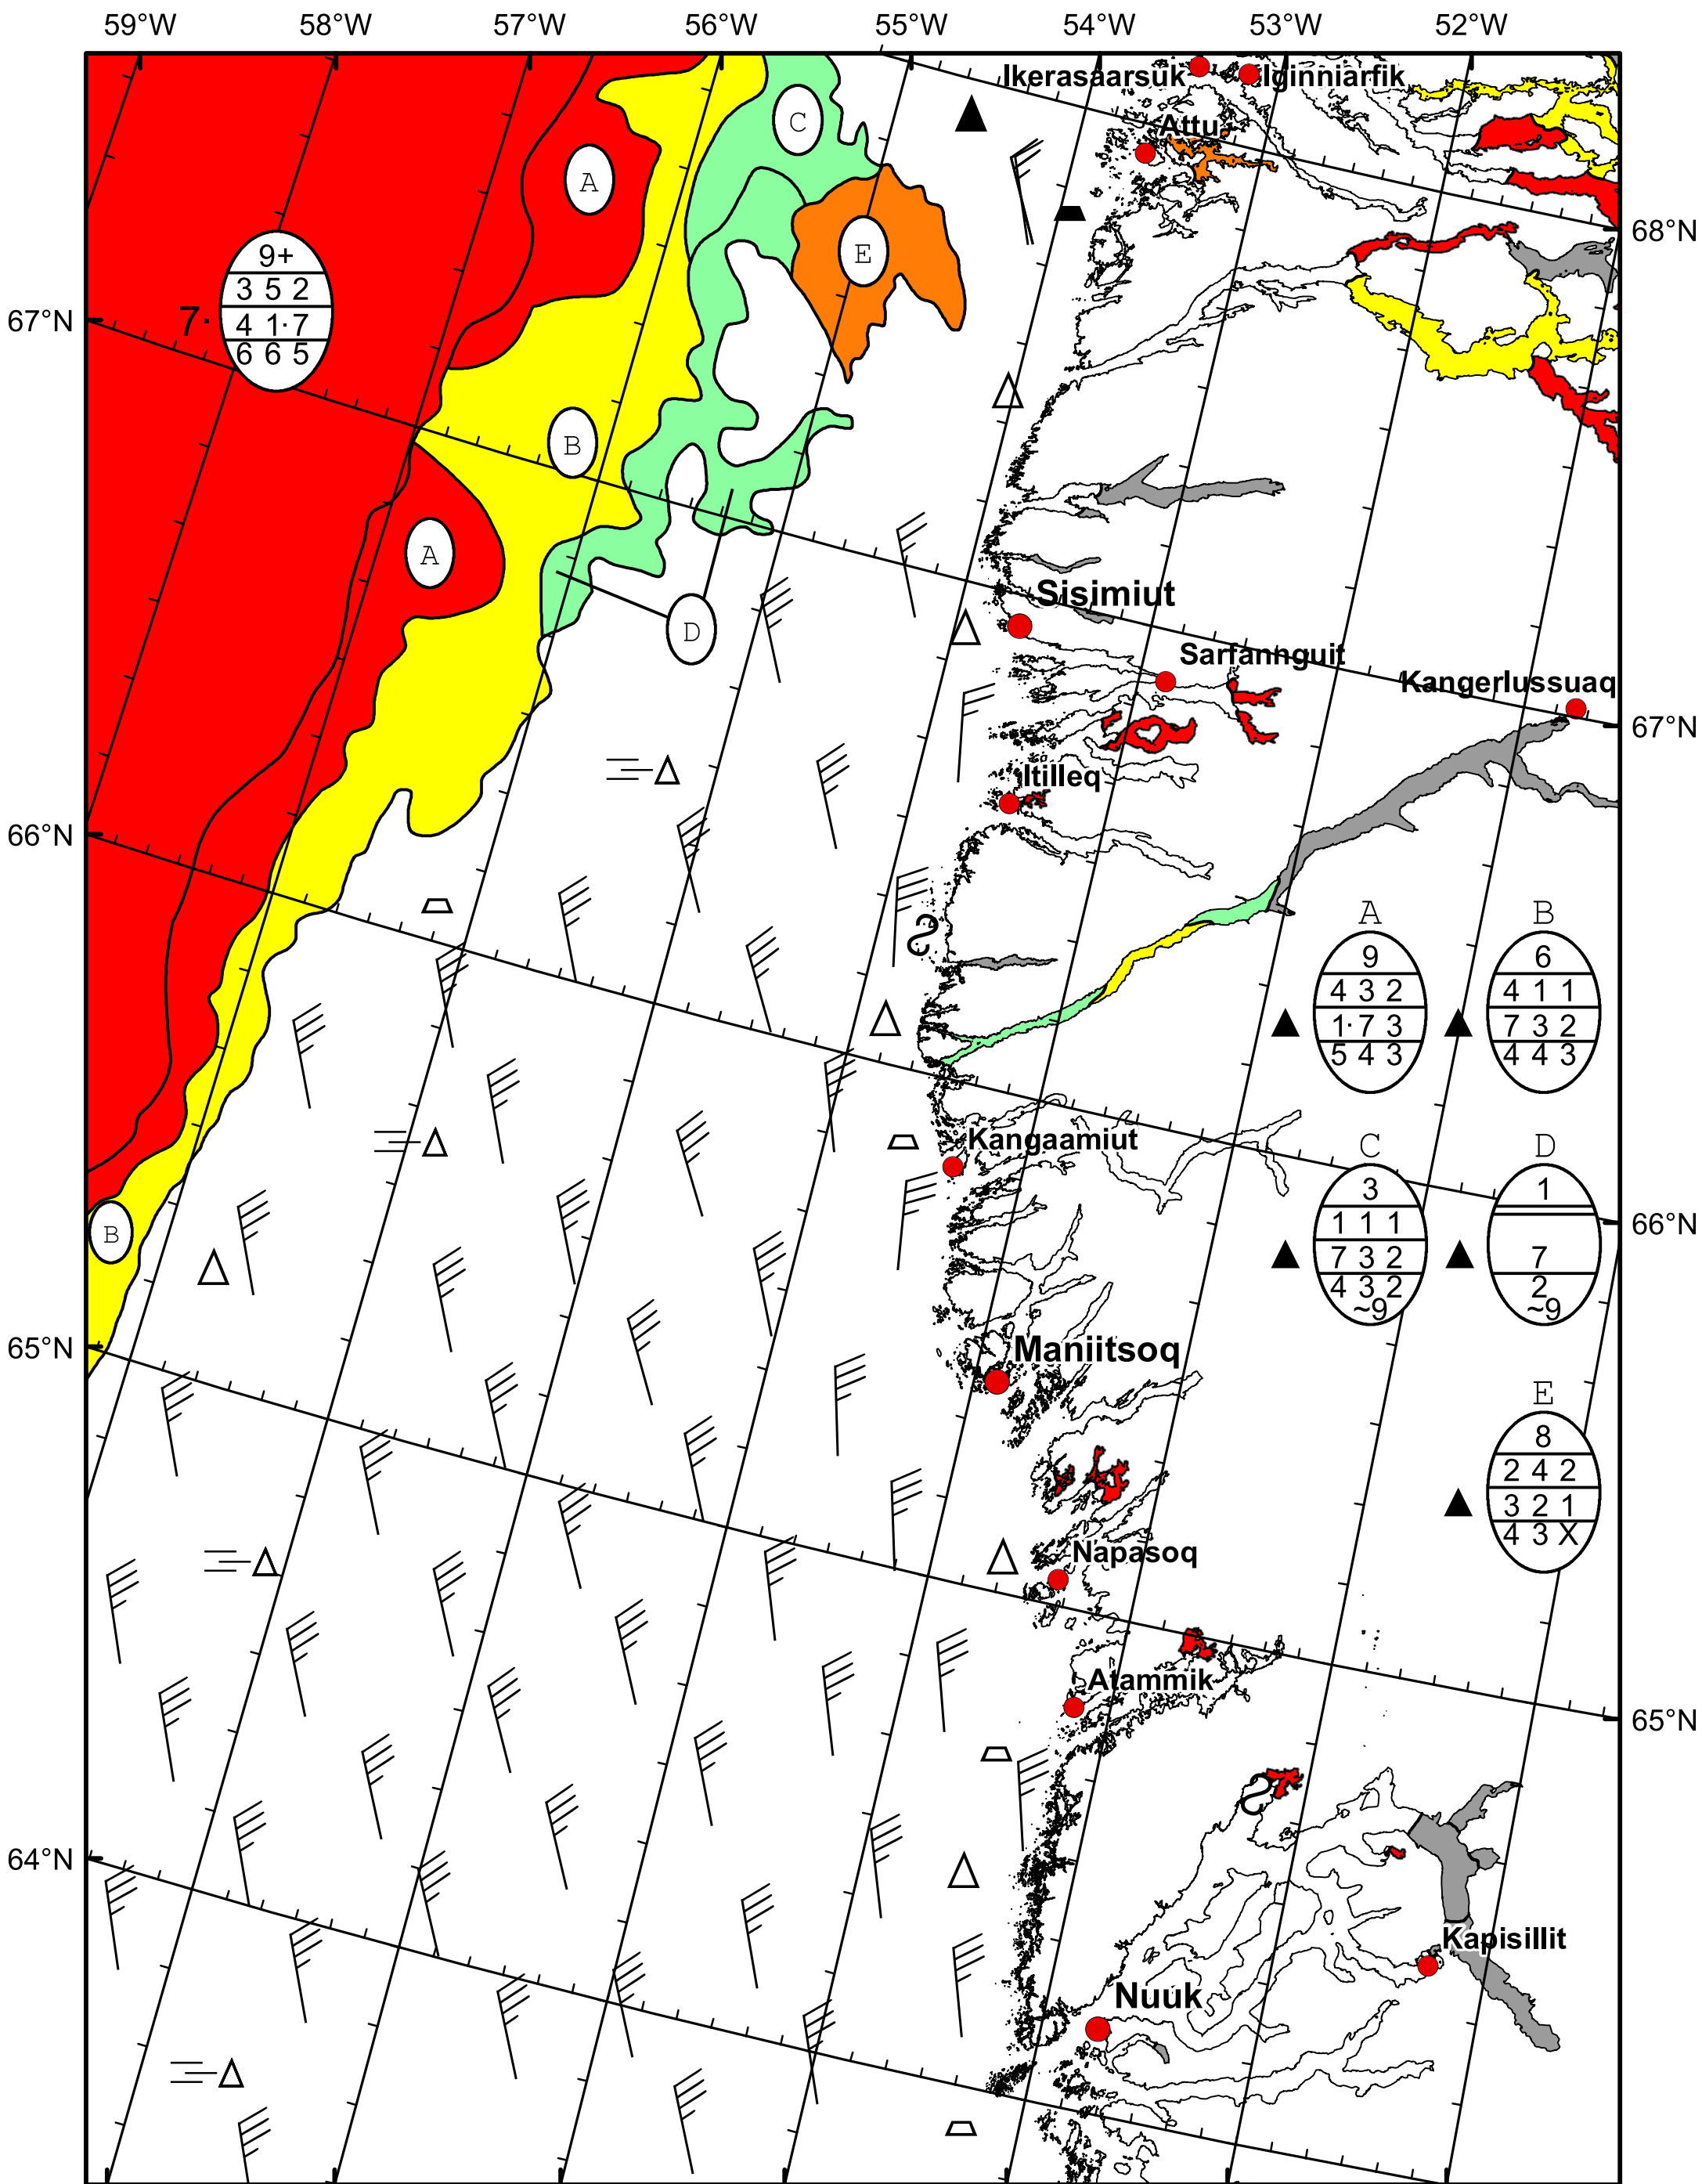 59°W 58°W 57°W 56°W 55°W 54°W 53°W 52°W
Ikerasaarsuk
Iginniarfik
Attu
C
A
68°N
E
9+
3 5 2
7· 4 1·7
6 6 5
67°N
B
A
Sisimiut
D
Sarfannguit
Kangerlussuaq
67°N
Itilleq
66°N
A
9
4 3 2
1·7 3
5 4 3
B
6
4 1 1
7 3 2
4 4 3
Kangaamiut
C
3
1 1 1
7 3 2
4 3 2
~9
D
1
7
2
~9
B
66°N
65°N
Maniitsoq
E
8
2 4 2
3 2 1
4 3 X
Napasoq
Atammik
65°N
64°N
Kapisillit
Nuuk